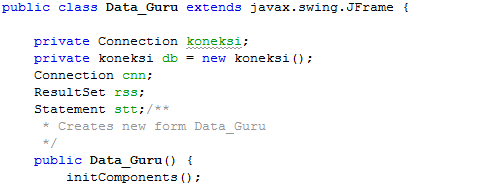 public class Data_Guru extends javax.swing.JFrame {
private Connection koneksi;
private koneksi db = new koneksi();
Connection cnn;
ResultSet rss;
Statement stt;/**
* Creates new form Data_Guru
*/
public Data_Guru() {
initComponents();